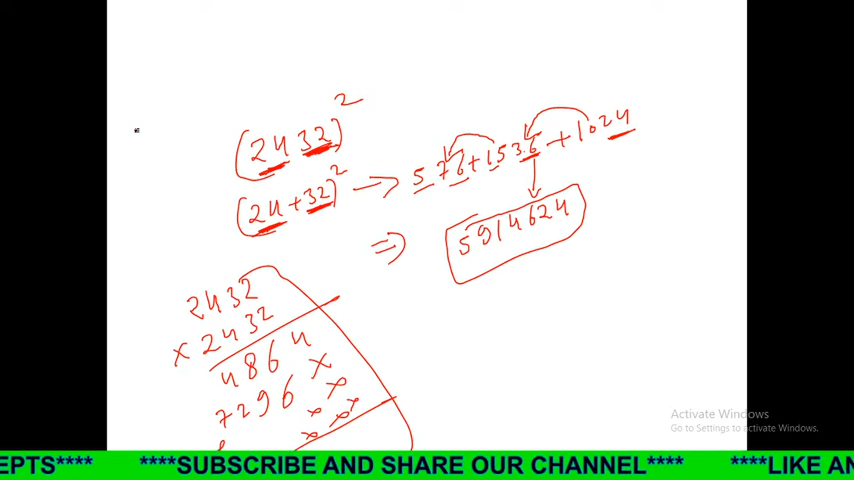 (2432)²
(24+32)² → 576+1536+1024
⇒ 5914624
2432
× 2432
4864
7296×
×××
Activate Windows
Go to Settings to activate Windows.
EPTS**** ****SUBSCRIBE AND SHARE OUR CHANNEL**** ****LIKE AN